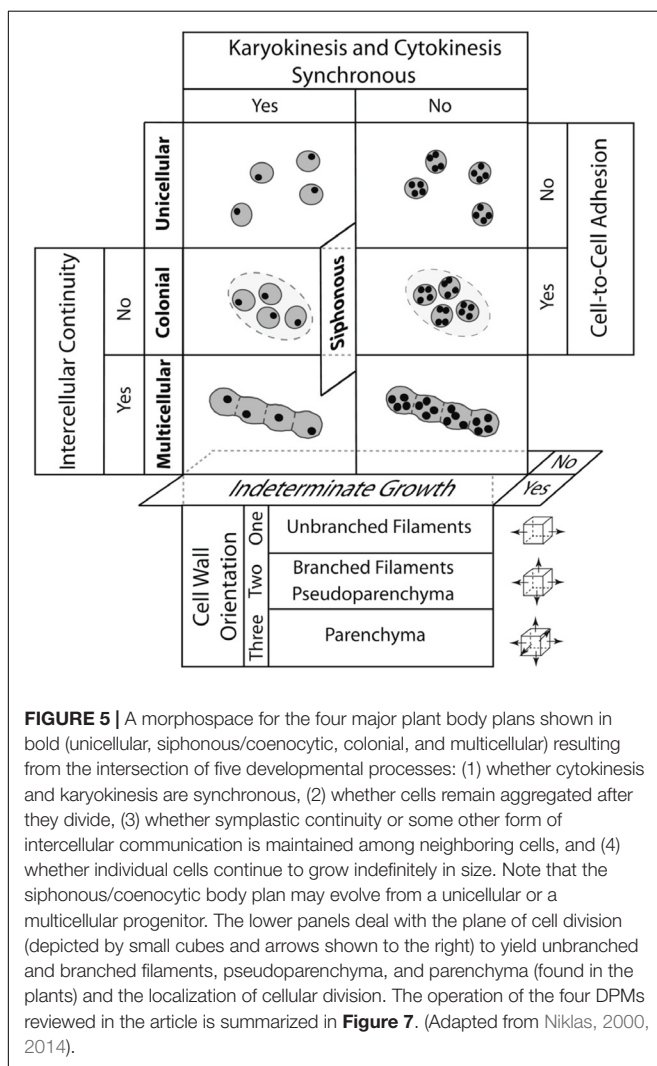 Karyokinesis and Cytokinesis
Synchronous
Yes
No
Intercellular Continuity
No
Yes
Unicellular
Colonial
Multicellular
Siphonous
No
Yes
Cell-to-Cell Adhesion
Indeterminate Growth
No
Yes
Cell Wall
Orientation
One
Two
Three
Unbranched Filaments
Branched Filaments
Pseudoparenchyma
Parenchyma
FIGURE 5 | A morphospace for the four major plant body plans shown in
bold (unicellular, siphonous/coenocytic, colonial, and multicellular) resulting
from the intersection of five developmental processes: (1) whether cytokinesis
and karyokinesis are synchronous, (2) whether cells remain aggregated after
they divide, (3) whether symplastic continuity or some other form of
intercellular communication is maintained among neighboring cells, and (4)
whether individual cells continue to grow indefinitely in size. Note that the
siphonous/coenocytic body plan may evolve from a unicellular or a
multicellular progenitor. The lower panels deal with the plane of cell division
(depicted by small cubes and arrows shown to the right) to yield unbranched
and branched filaments, pseudoparenchyma, and parenchyma (found in the
plants) and the localization of cellular division. The operation of the four DPMs
reviewed in the article is summarized in Figure 7. (Adapted from Niklas, 2000,
2014).